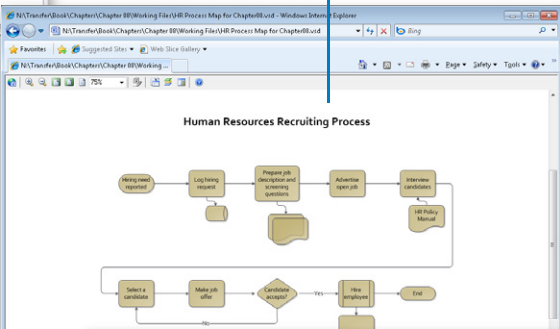 N:\Transfer\Book\Chapters\Chapter 08\Working Files\HR Process Map for Chapter08.vsd - Windows Internet Explorer
N:\Transfer\Book\Chapters\Chapter 08\Working Files\HR Process Map for Chapter08.vsd
Bing
Favorites
Suggested Sites
Web Slice Gallery
N:\Transfer\Book\Chapters\Chapter 08\Working ...
Page
Safety
Tools
75%
Human Resources Recruiting Process
Hiring need
reported
Log hiring
request
Prepare job
description and
screening
questions
Advertise
open job
Interview
candidates
HR Policy
Manual
Select a
candidate
Make job
offer
Candidate
accepts?
Yes
Hire
employee
End
No